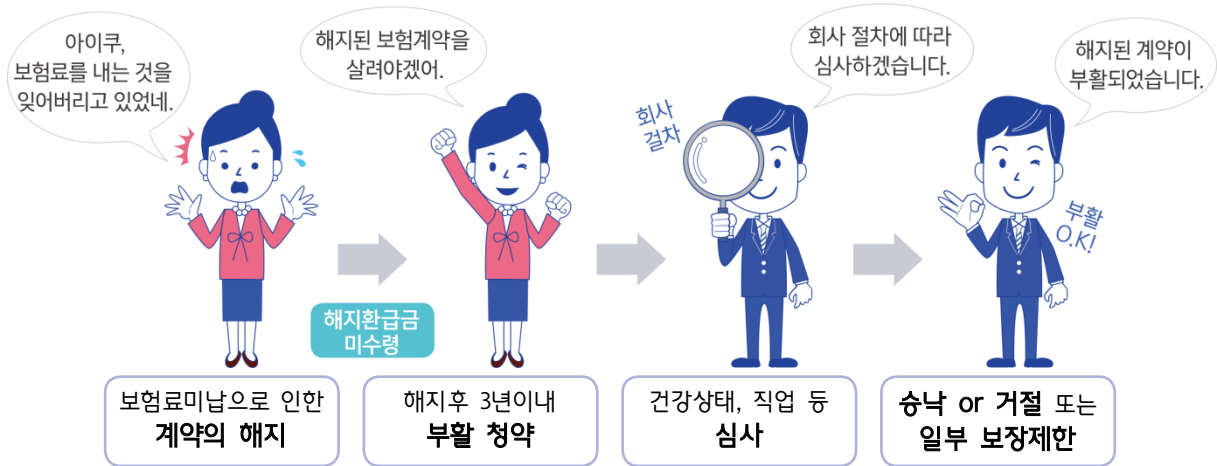 아이쿠,
보험료를 내는 것을
잊어버리고 있었네.
해지된 보험계약을
살려야겠어.
회사 절차에 따라
심사하겠습니다.
해지된 계약이
부활되었습니다.
회사
걸차
부활
O.K!
해지환급금
미수령
보험료미납으로 인한
계약의 해지
해지후 3년이내
부활 청약
건강상태, 직업 등
심사
승낙 or 거절 또는
일부 보장제한